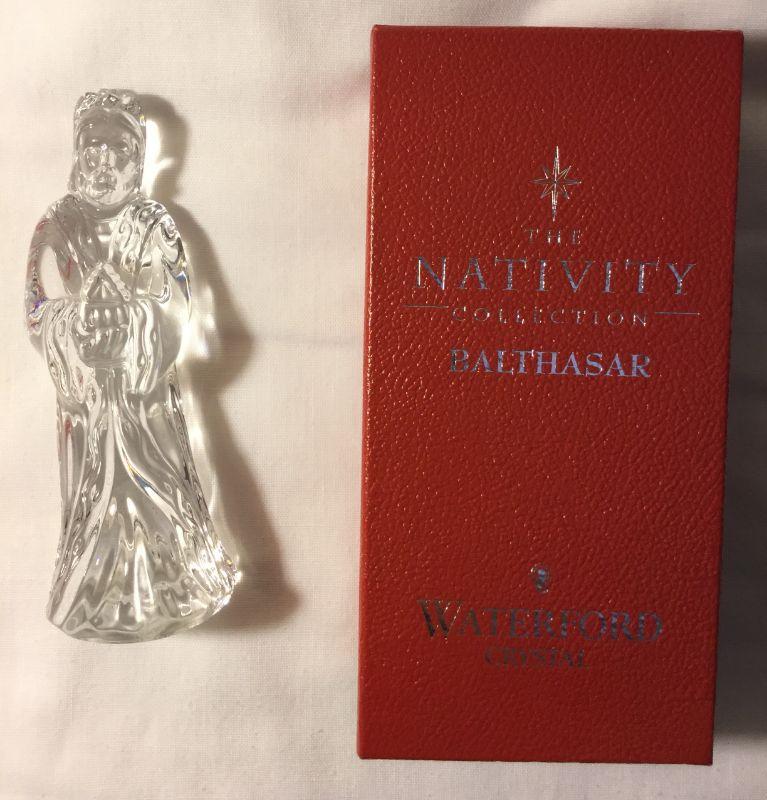 THE
NATIVITY
COLLECTION
BALTHASAR
WATERFORD
CRYSTAL